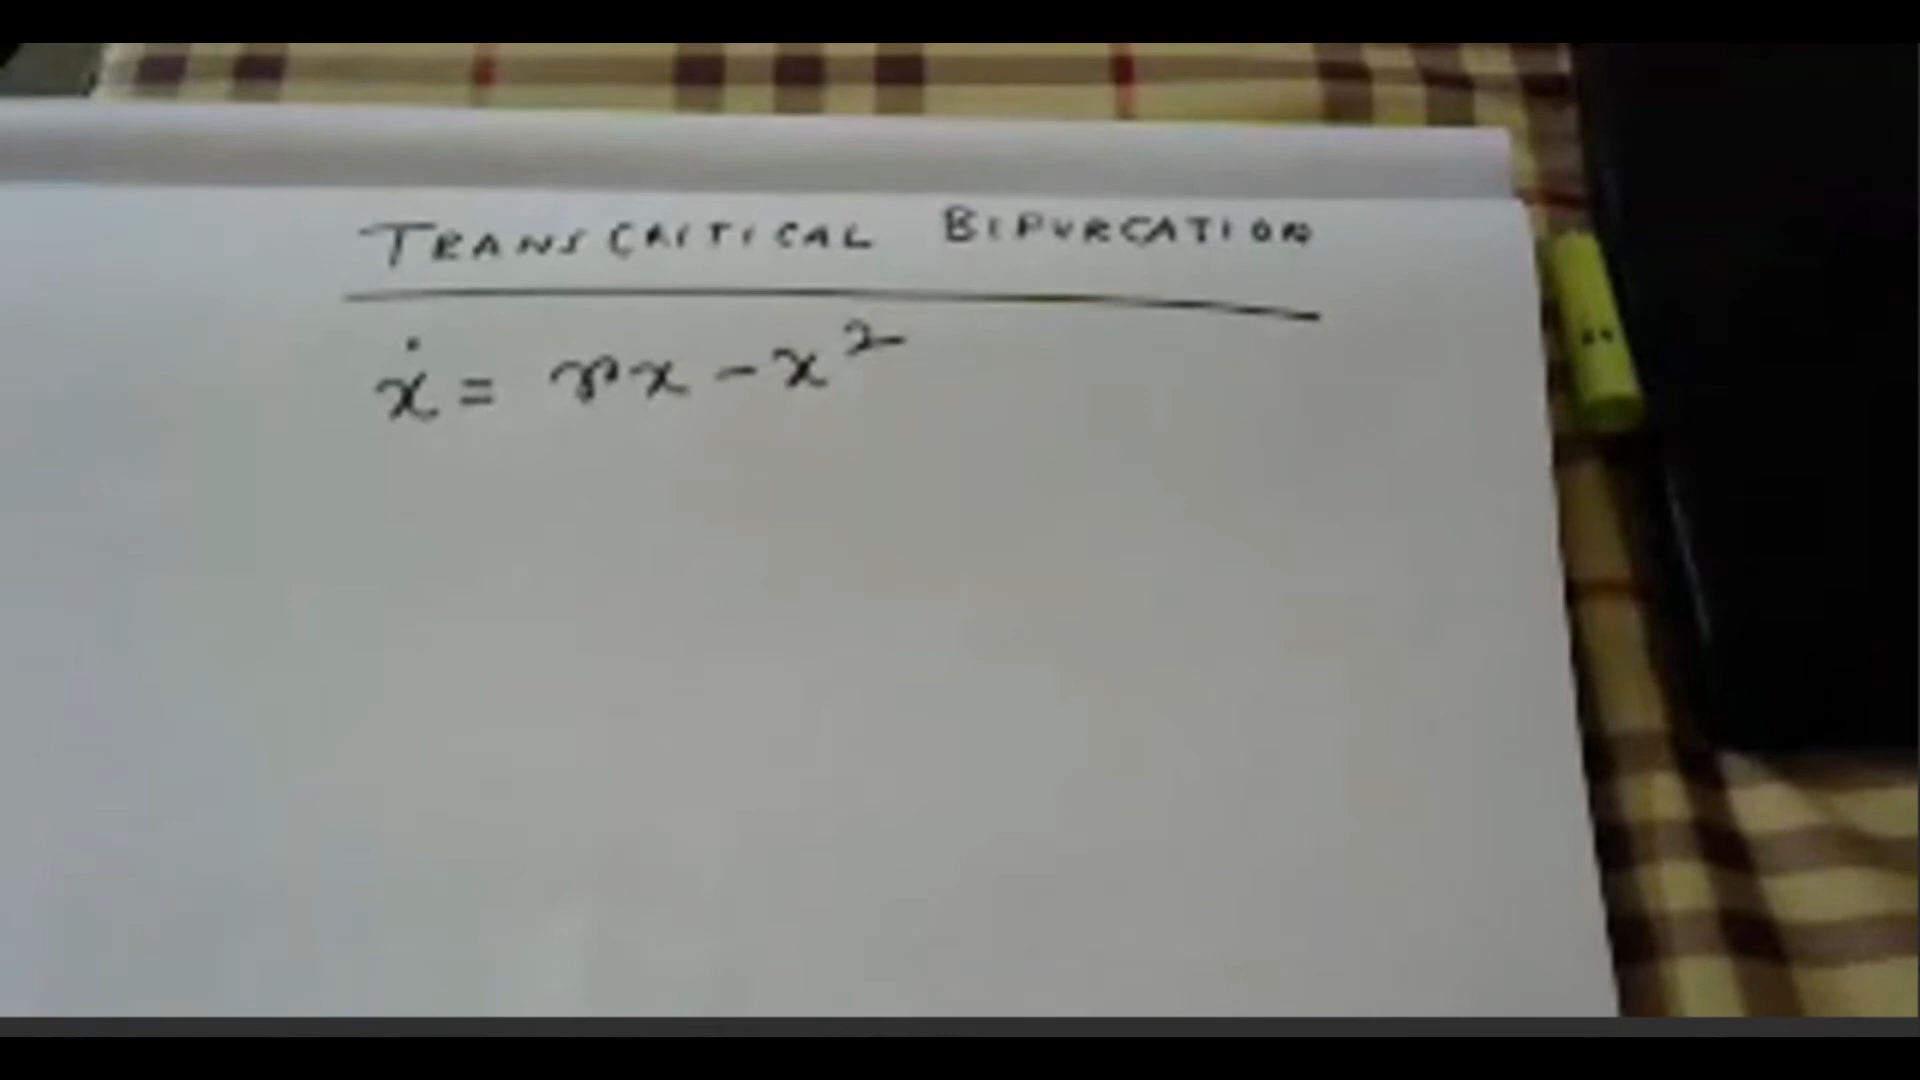 TRANSCRITICAL BIFURCATION
ẋ = rx - x²